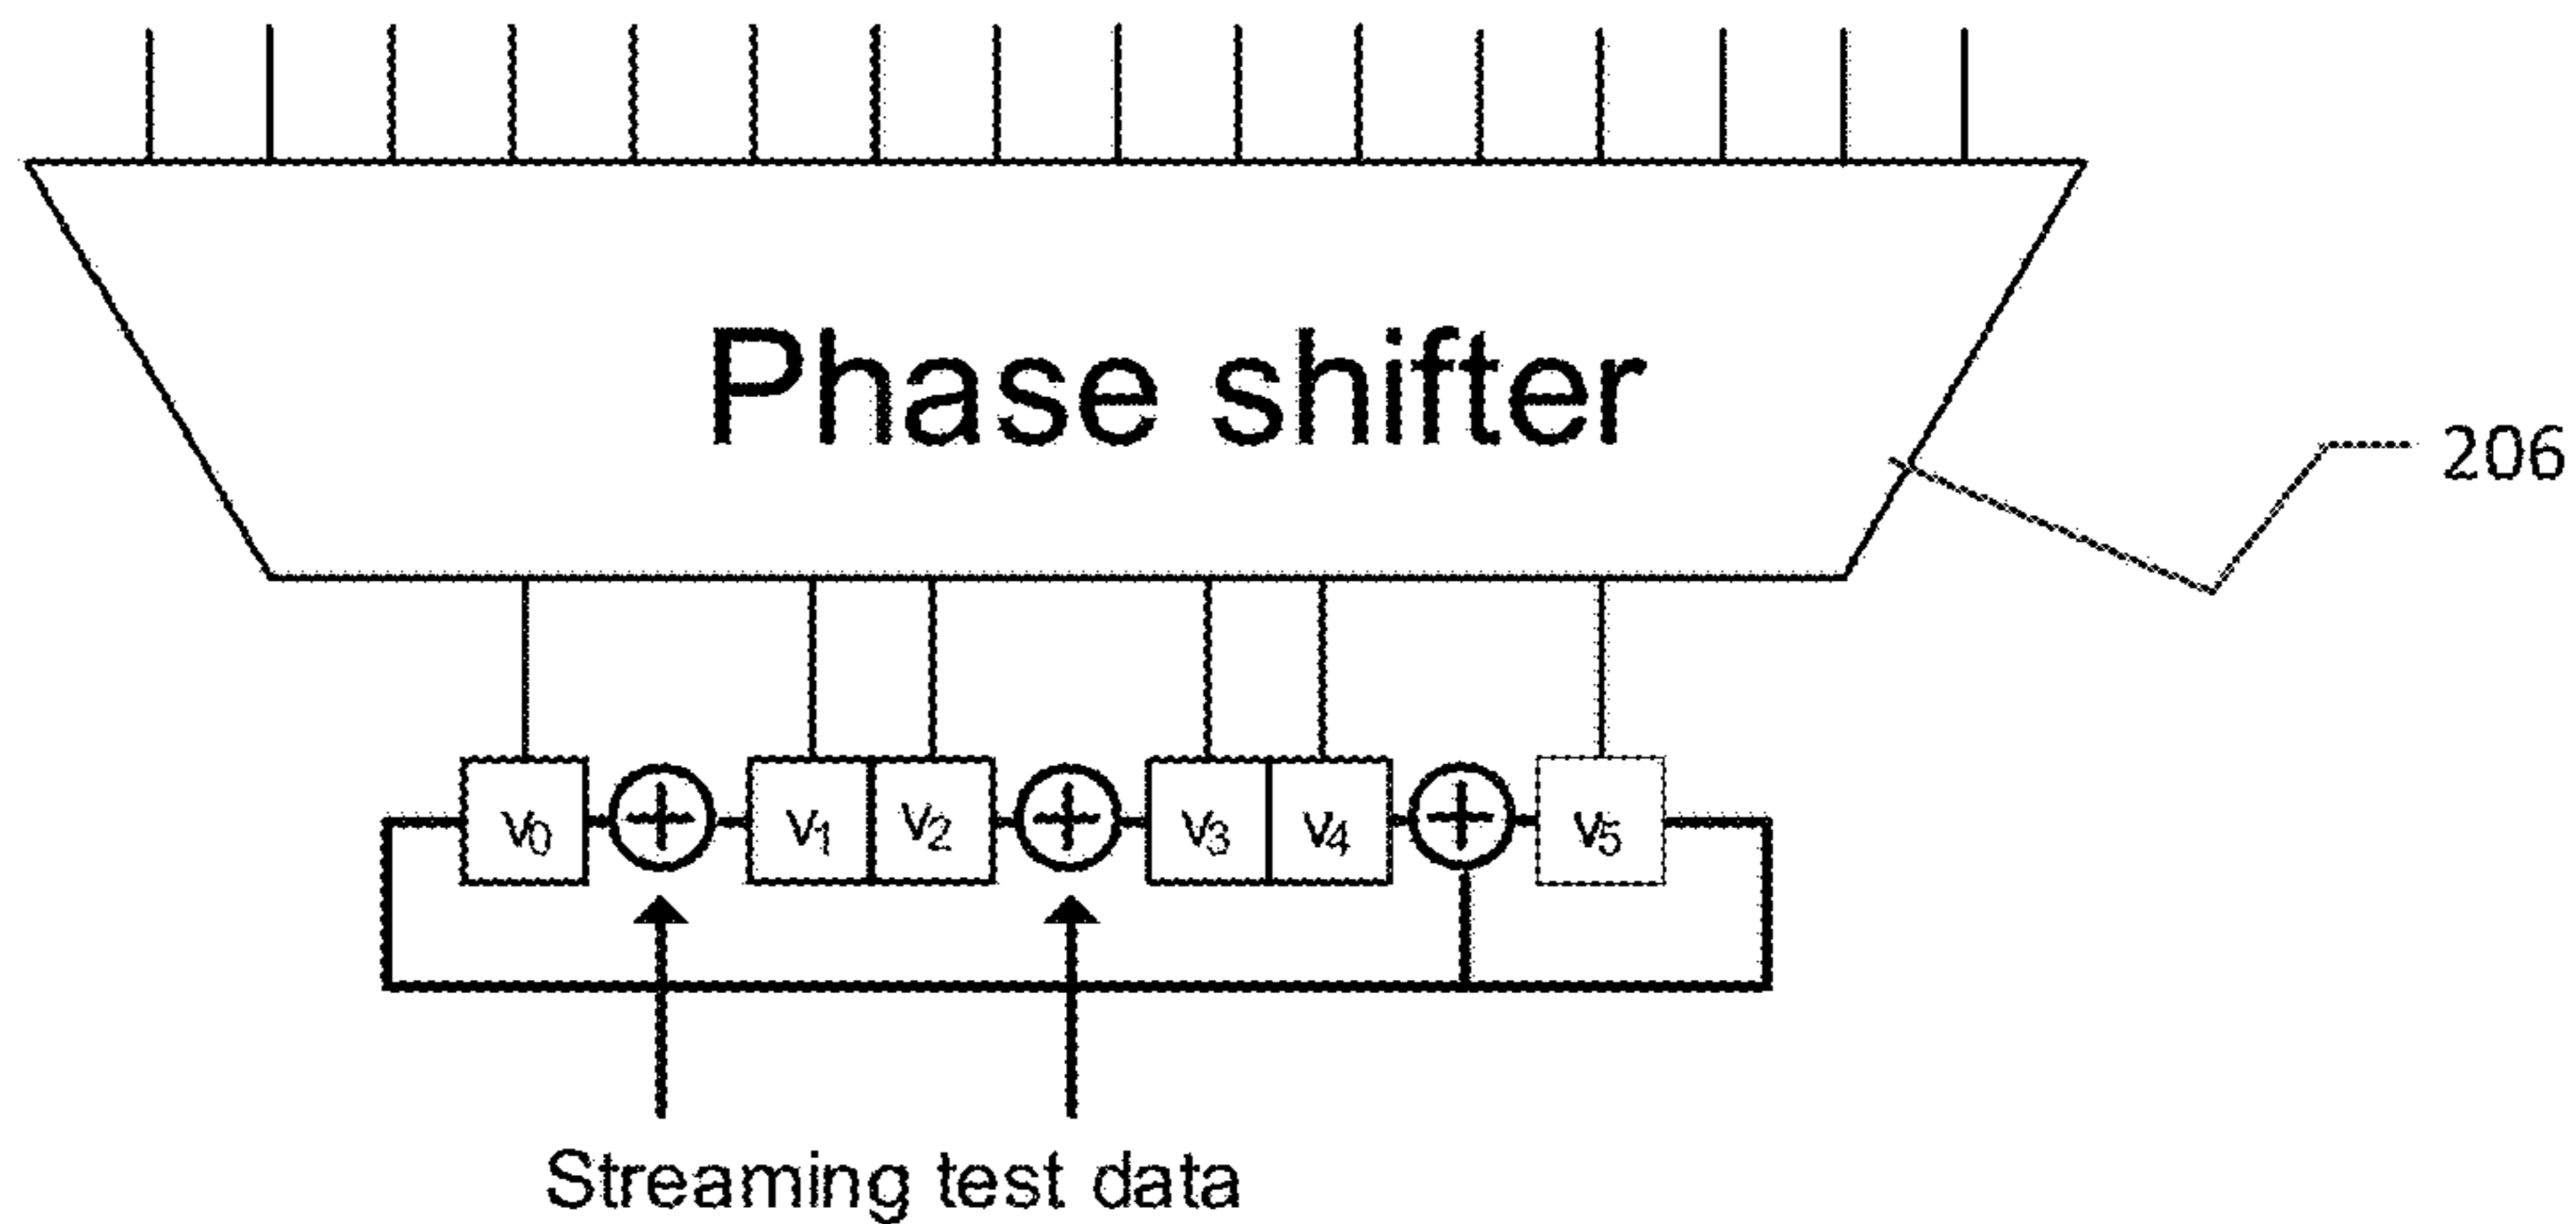 Phase shifter
206
v₀ v₁ v₂ v₃ v₄ v₅
Streaming test data